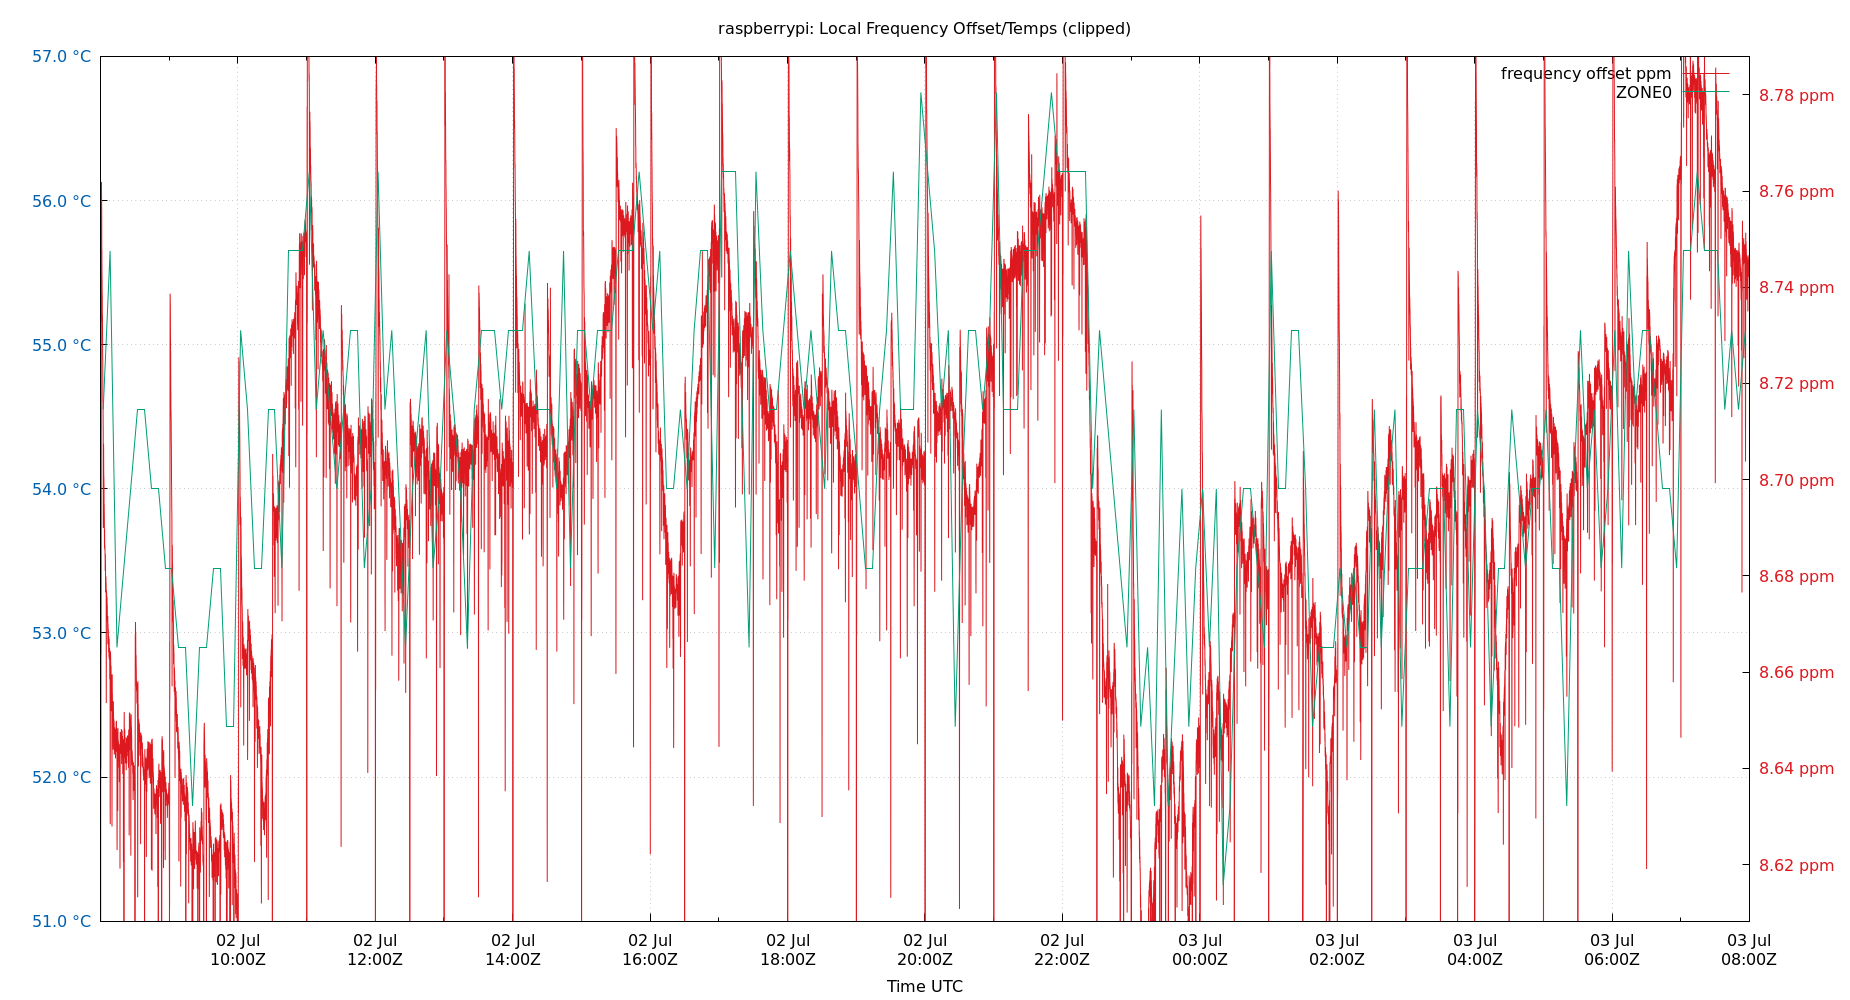 raspberrypi: Local Frequency Offset/Temps (clipped)
57.0 °C
56.0 °C
55.0 °C
54.0 °C
53.0 °C
52.0 °C
51.0 °C
frequency offset ppm
ZONE0
8.78 ppm
8.76 ppm
8.74 ppm
8.72 ppm
8.70 ppm
8.68 ppm
8.66 ppm
8.64 ppm
8.62 ppm
02 Jul 02 Jul 02 Jul 02 Jul 02 Jul 02 Jul 02 Jul 03 Jul 03 Jul 03 Jul 03 Jul 03 Jul
10:00Z 12:00Z 14:00Z 16:00Z 18:00Z 20:00Z 22:00Z 00:00Z 02:00Z 04:00Z 06:00Z 08:00Z
Time UTC